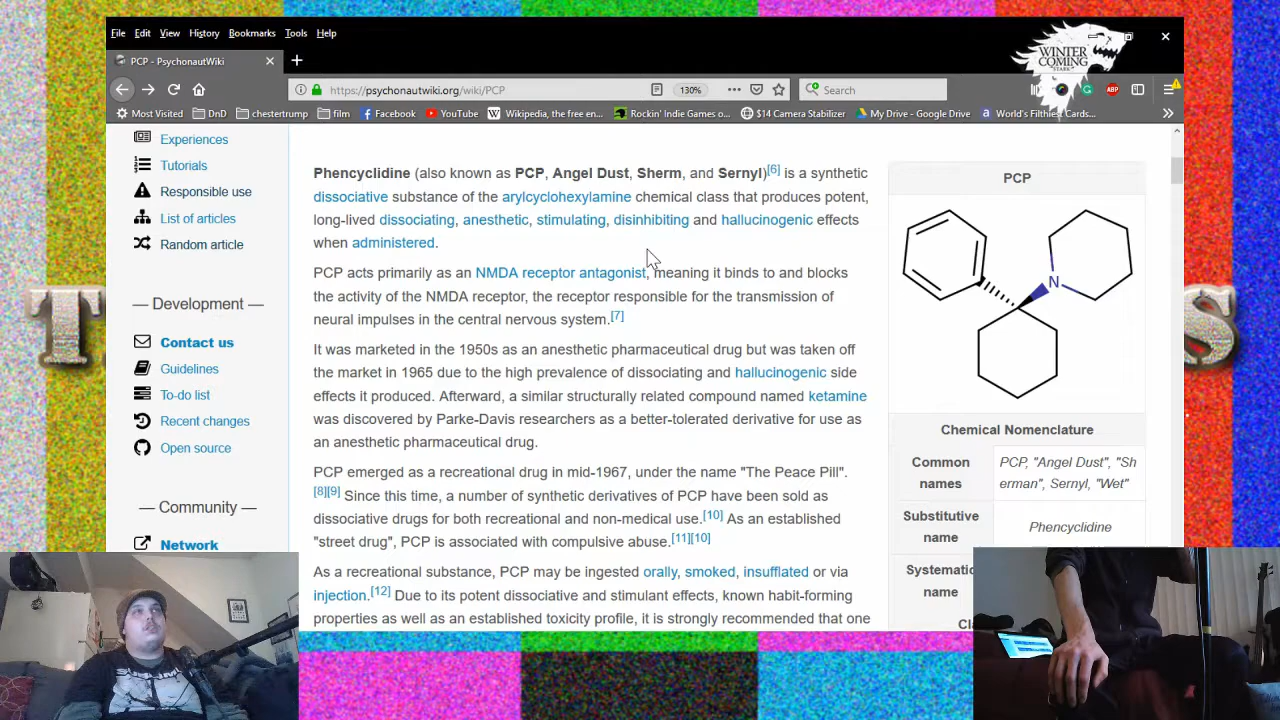 File Edit View History Bookmarks Tools Help
PCP - PsychonautWiki
https://psychonautwiki.org/wiki/PCP 130% Search
WINTER
COMING
STARK
Most Visited DnD chestertrump film Facebook YouTube Wikipedia, the free en... Rockin' Indie Games o... $14 Camera Stabilizer My Drive - Google Drive World's Filthiest Cards...
Experiences
Tutorials
Responsible use
List of articles
Random article
— Development —
Contact us
Guidelines
To-do list
Recent changes
Open source
— Community —
Network
Phencyclidine (also known as PCP, Angel Dust, Sherm, and Sernyl)[6] is a synthetic
dissociative substance of the arylcyclohexylamine chemical class that produces potent,
long-lived dissociating, anesthetic, stimulating, disinhibiting and hallucinogenic effects
when administered.
PCP acts primarily as an NMDA receptor antagonist, meaning it binds to and blocks
the activity of the NMDA receptor, the receptor responsible for the transmission of
neural impulses in the central nervous system.[7]
It was marketed in the 1950s as an anesthetic pharmaceutical drug but was taken off
the market in 1965 due to the high prevalence of dissociating and hallucinogenic side
effects it produced. Afterward, a similar structurally related compound named ketamine
was discovered by Parke-Davis researchers as a better-tolerated derivative for use as
an anesthetic pharmaceutical drug.
PCP emerged as a recreational drug in mid-1967, under the name "The Peace Pill".
[8][9] Since this time, a number of synthetic derivatives of PCP have been sold as
dissociative drugs for both recreational and non-medical use.[10] As an established
"street drug", PCP is associated with compulsive abuse.[11][10]
As a recreational substance, PCP may be ingested orally, smoked, insufflated or via
injection.[12] Due to its potent dissociative and stimulant effects, known habit-forming
properties as well as an established toxicity profile, it is strongly recommended that one
PCP
N
Chemical Nomenclature
Common
names
PCP, "Angel Dust", "Sh
erman", Sernyl, "Wet"
Substitutive
name
Phencyclidine
Systematic
name
Cl
T
S